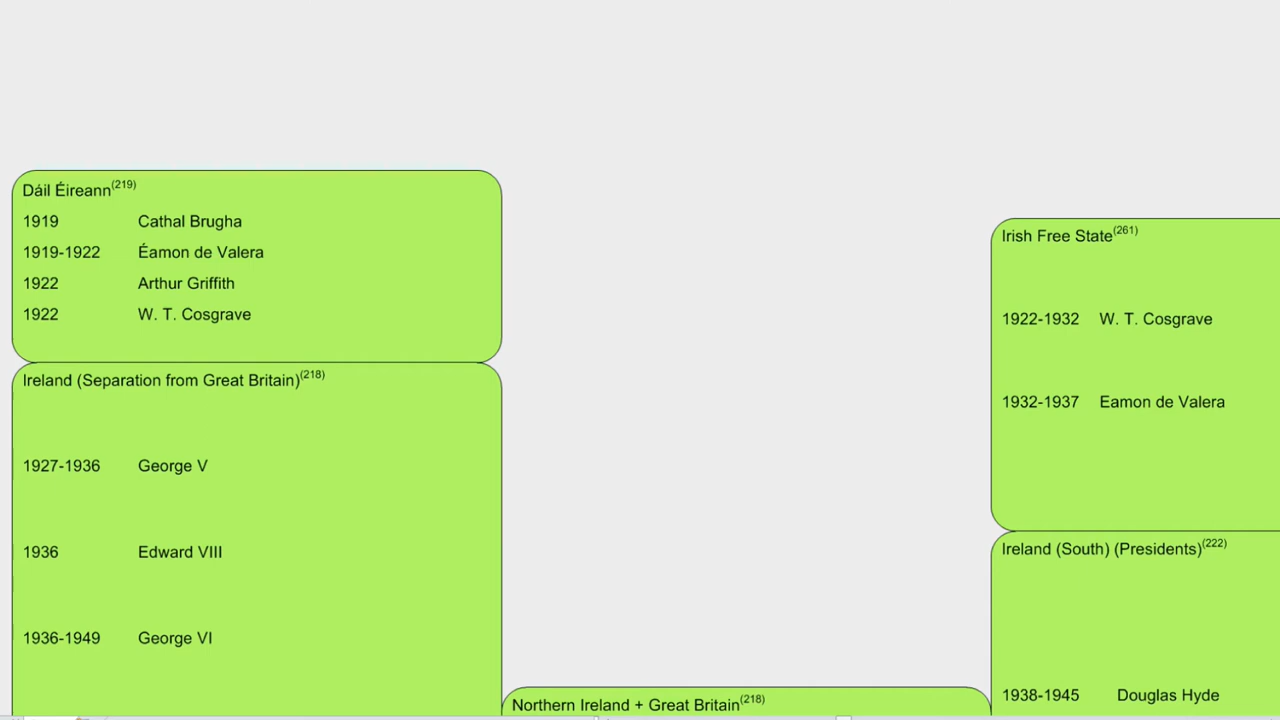 Dáil Éireann(219)
1919 Cathal Brugha
1919-1922 Éamon de Valera
1922 Arthur Griffith
1922 W. T. Cosgrave
Ireland (Separation from Great Britain)(218)
1927-1936 George V
1936 Edward VIII
1936-1949 George VI
Northern Ireland + Great Britain(218)
Irish Free State(261)
1922-1932 W. T. Cosgrave
1932-1937 Eamon de Valera
Ireland (South) (Presidents)(222)
1938-1945 Douglas Hyde